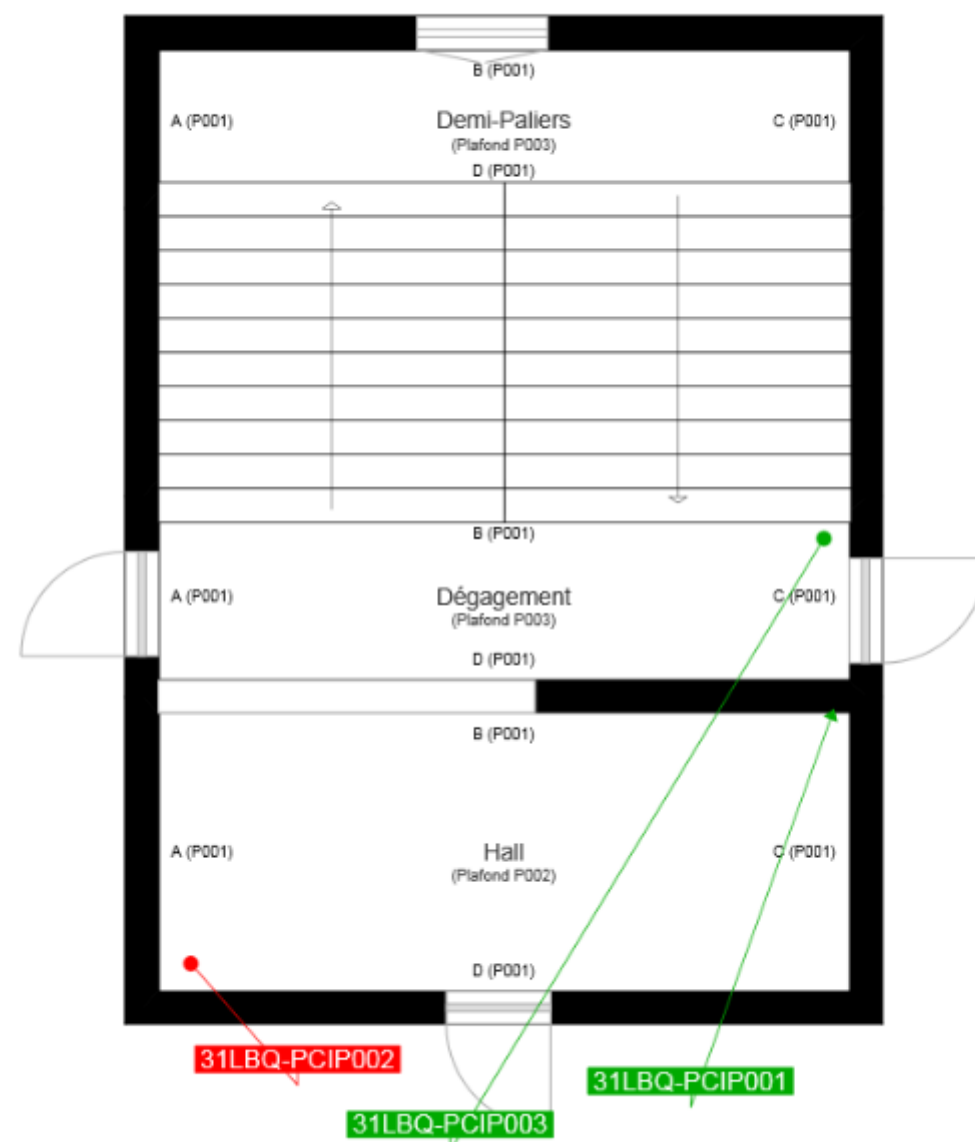 B (P001)
A (P001)
Demi-Paliers
C (P001)
(Plafond P003)
D (P001)
B (P001)
A (P001)
Dégagement
C (P001)
(Plafond P003)
D (P001)
B (P001)
A (P001)
Hall
C (P001)
(Plafond P002)
D (P001)
31LBQ-PCIP002
31LBQ-PCIP001
31LBQ-PCIP003